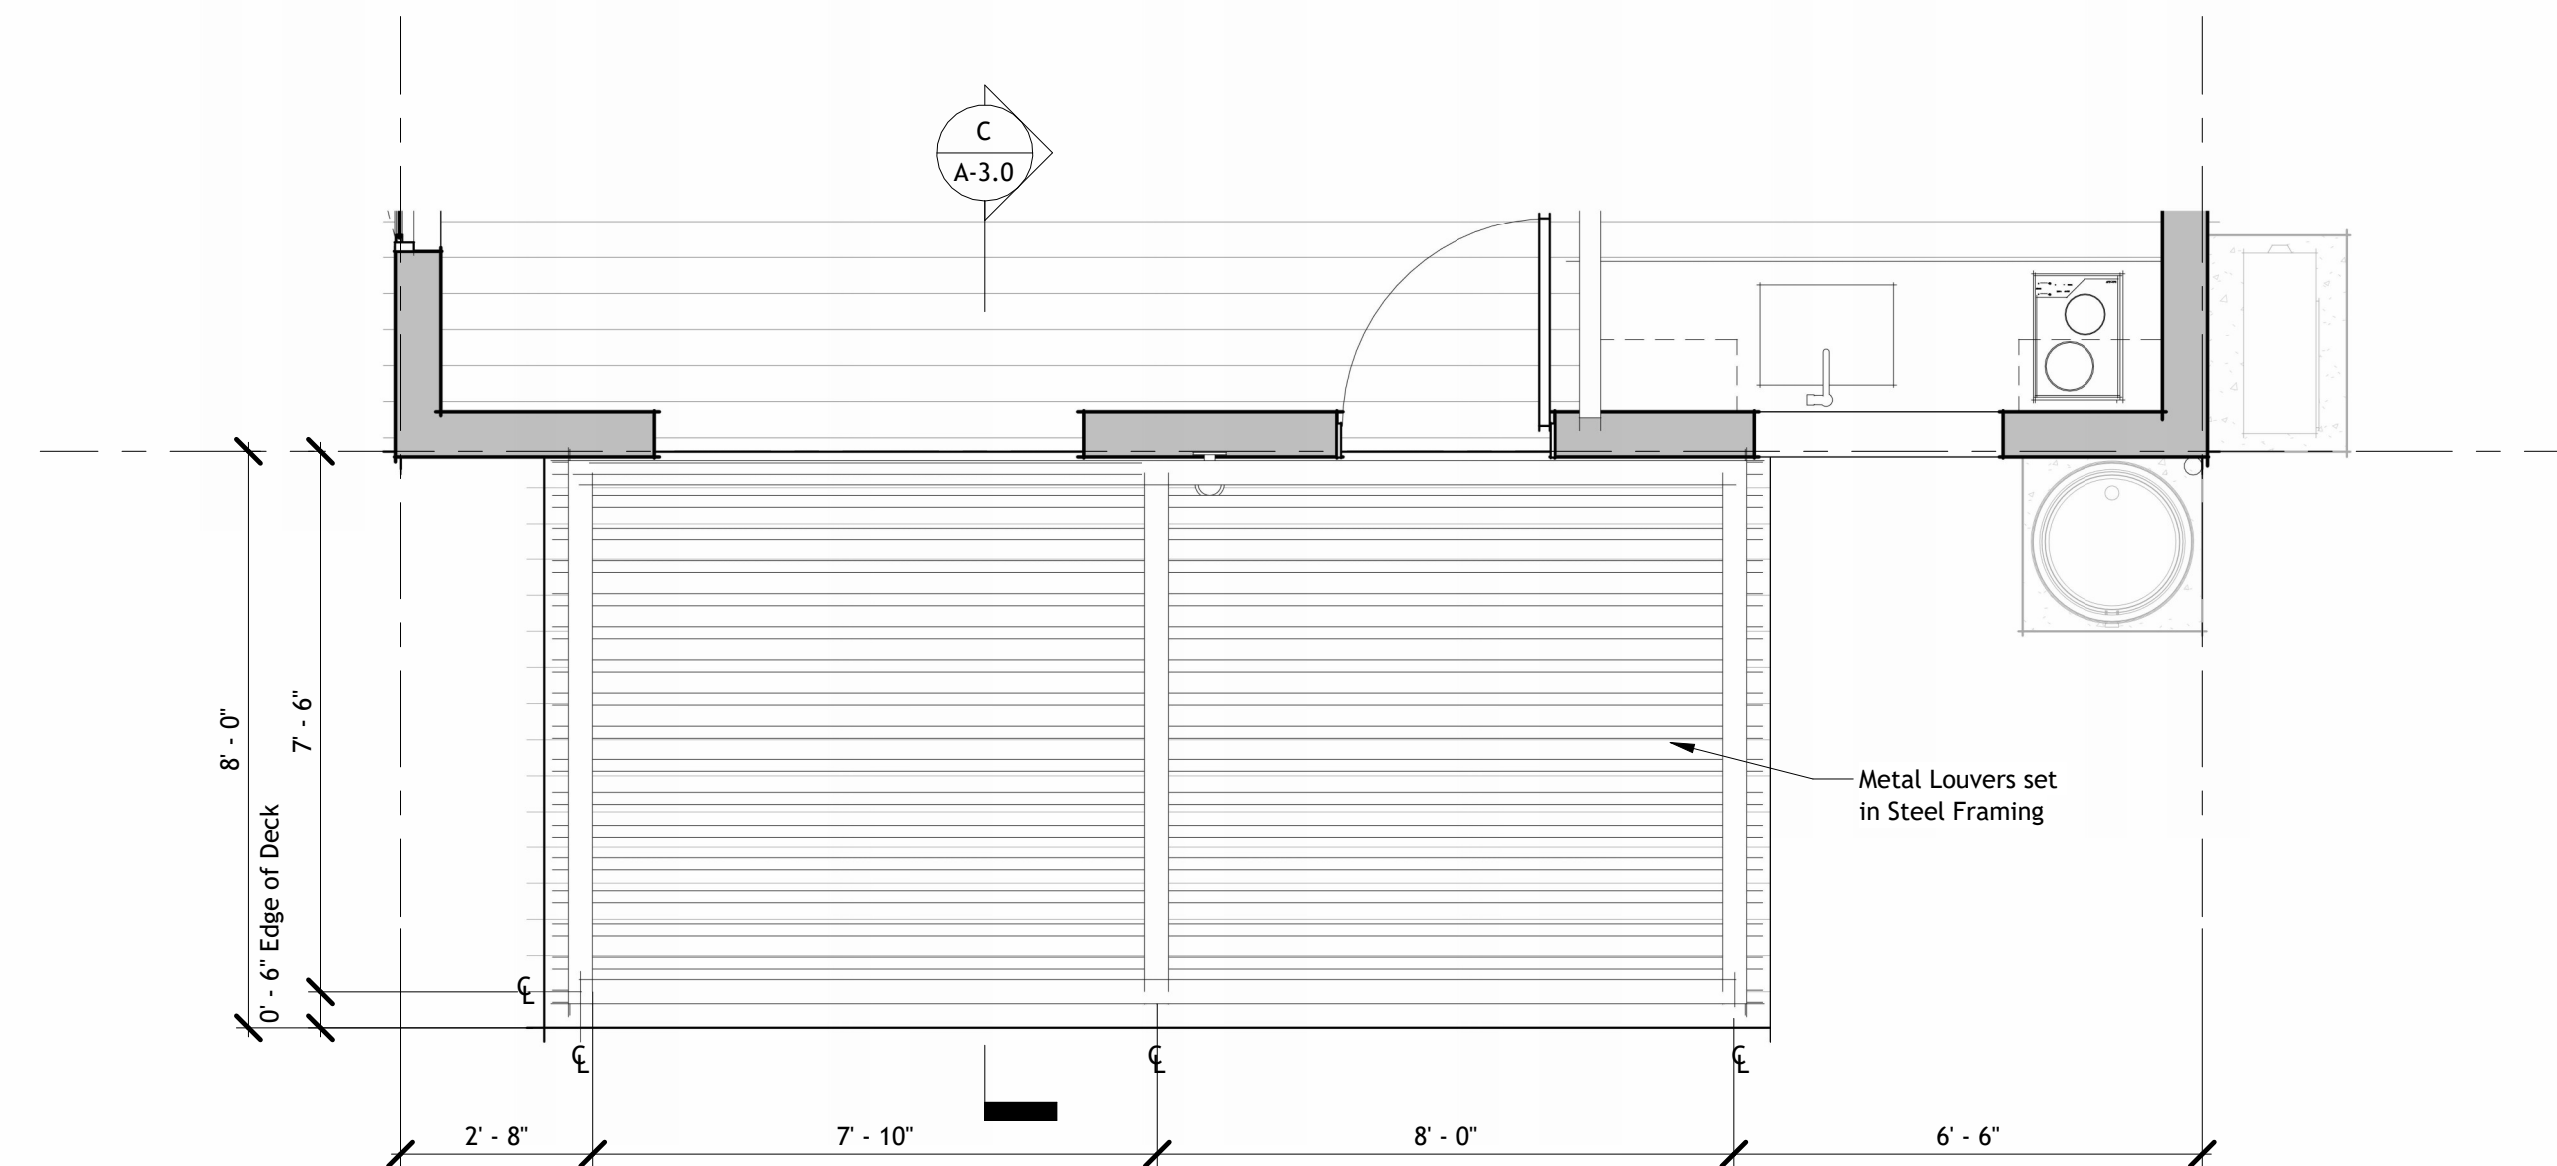 C
A-3.0
8' - 0"
0' - 6" Edge of Deck
7' - 6"
℄
Metal Louvers set
in Steel Framing
℄
℄
℄
2' - 8"
7' - 10"
8' - 0"
6' - 6"